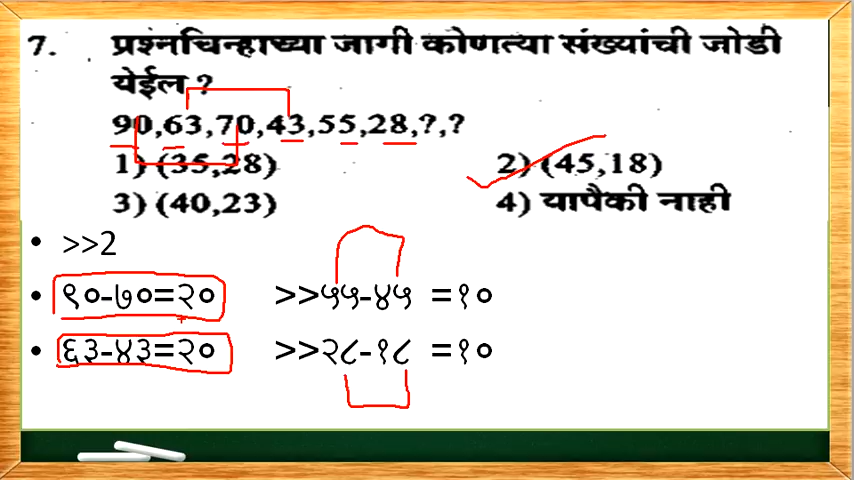 7. प्रश्नचिन्हाच्या जागी कोणत्या संख्यांची जोडी
येईल ?
90,63,70,43,55,28,?,?
1) (35,28) 2) (45,18)
3) (40,23) 4) यापैकी नाही
• >>2
• ९०-७०=२० >>५५-४५ =१०
• ६३-४३=२० >>२८-१८ =१०